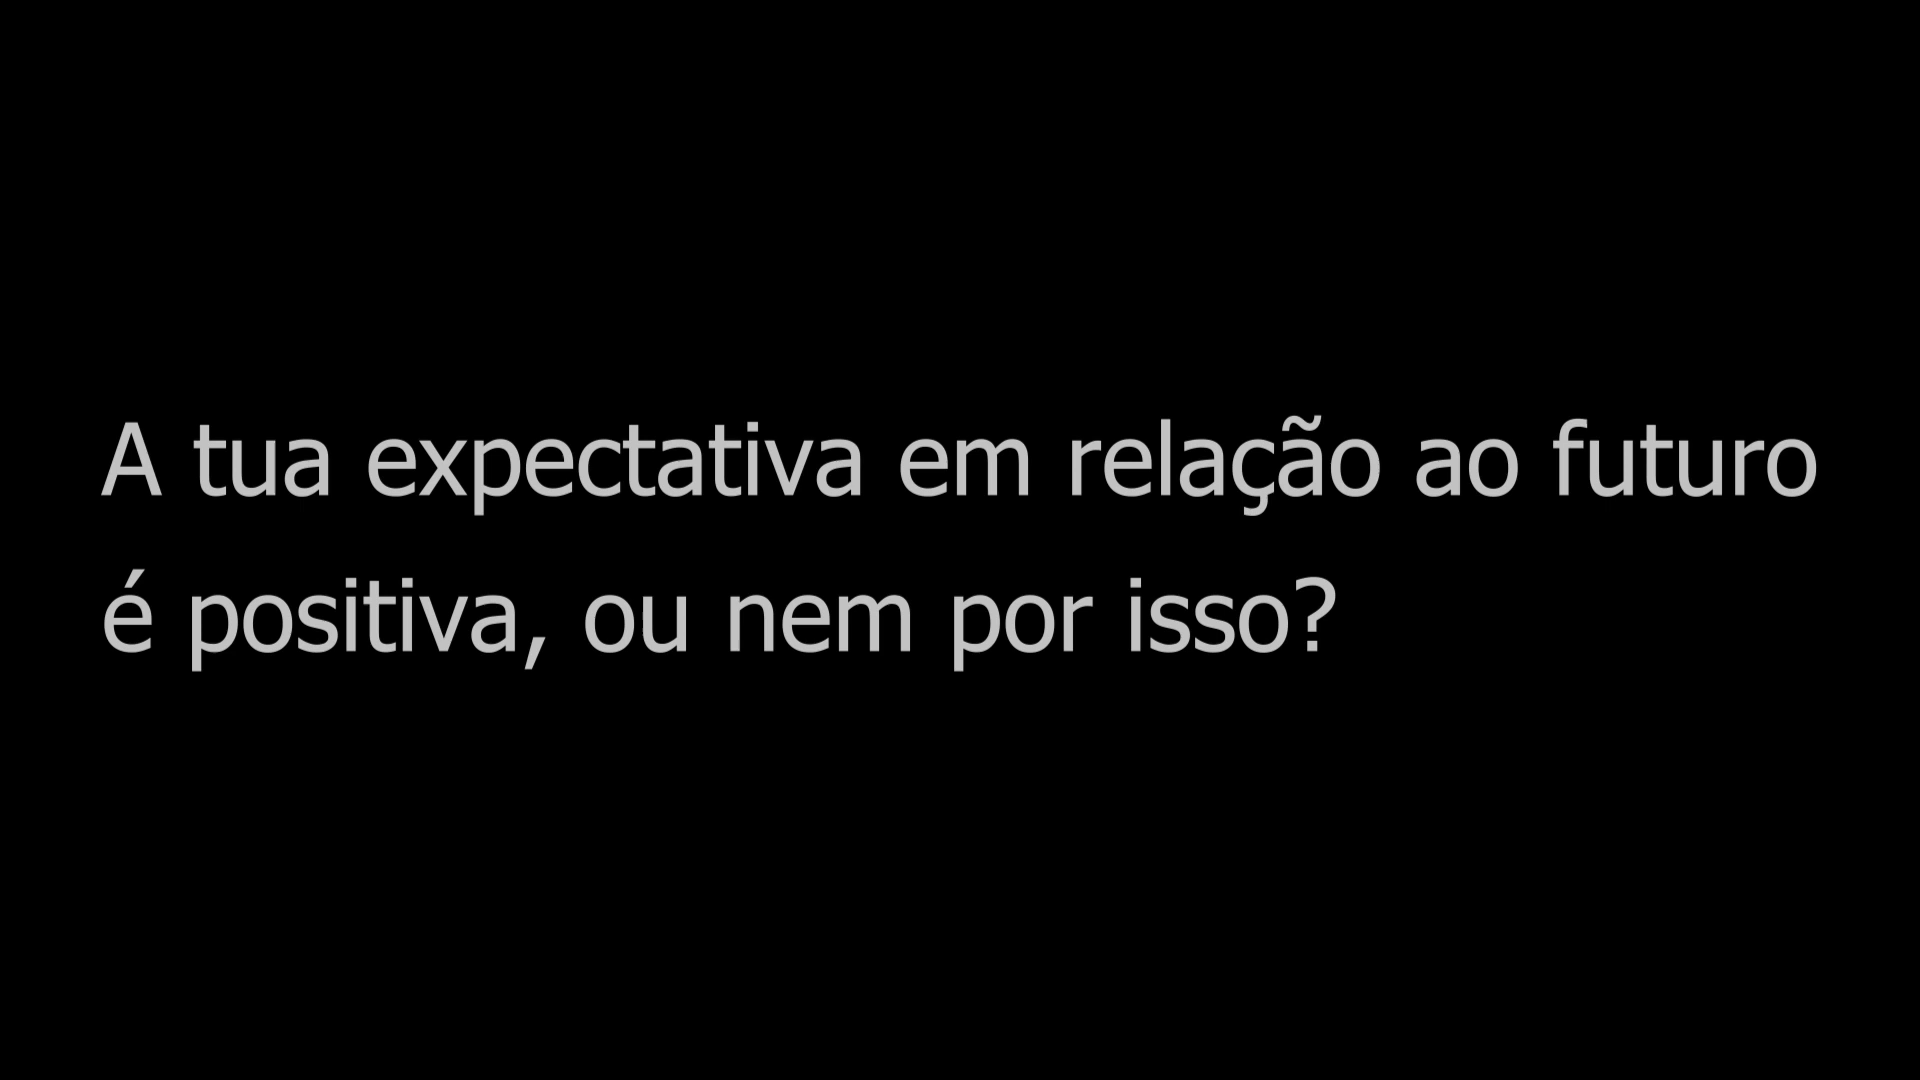 A tua expectativa em relação ao futuro
é positiva, ou nem por isso?